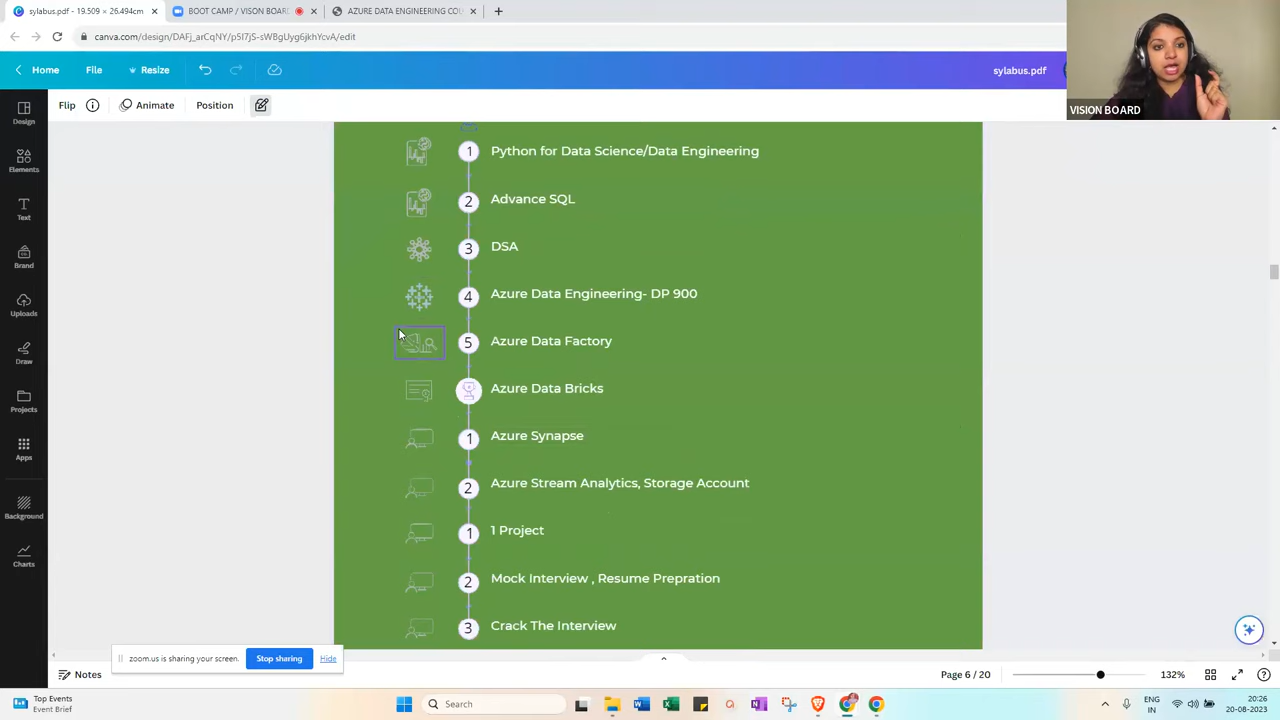 sylabus.pdf - 19.509 × 26.494cm
BOOT CAMP / VISON BOARD
AZURE DATA ENGINEERING COU
canva.com/design/DAFj_arCqNY/p5I7jS-sWBgUyg6jkhYcvA/edit
Home
File
Resize
sylabus.pdf
VISION BOARD
Flip
Animate
Position
Design
Elements
Text
Brand
Uploads
Draw
Projects
Apps
Background
Charts
1 Python for Data Science/Data Engineering
2 Advance SQL
3 DSA
4 Azure Data Engineering- DP 900
5 Azure Data Factory
Azure Data Bricks
1 Azure Synapse
2 Azure Stream Analytics, Storage Account
1 1 Project
2 Mock Interview , Resume Prepration
3 Crack The Interview
zoom.us is sharing your screen.
Stop sharing
Hide
Notes
Page 6 / 20
132%
Top Events
Event Brief
Search
ENG
IN
20:26
20-08-2023